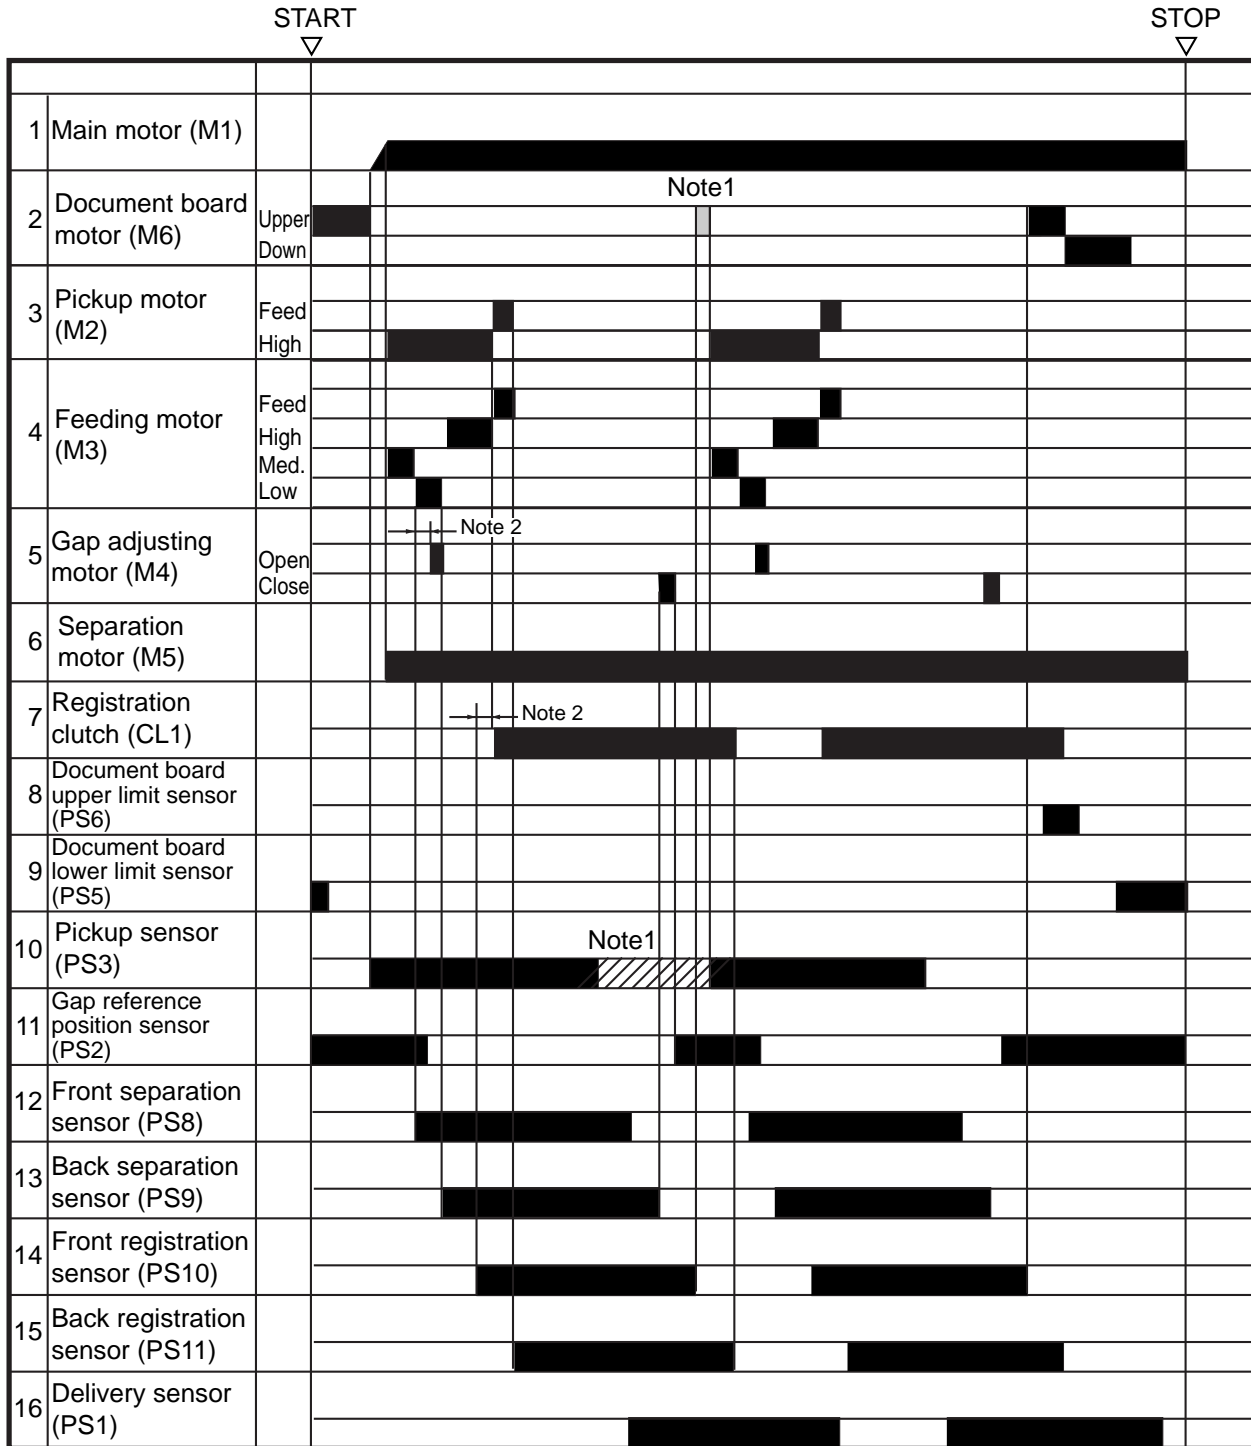 START
STOP
1
Main motor (M1)
2
Document board
motor (M6)
Upper
Down
Note1
3
Pickup motor
(M2)
Feed
High
4
Feeding motor
(M3)
Feed
High
Med.
Low
5
Gap adjusting
motor (M4)
Open
Close
Note 2
6
Separation
motor (M5)
7
Registration
clutch (CL1)
Note 2
8
Document board
upper limit sensor
(PS6)
9
Document board
lower limit sensor
(PS5)
10
Pickup sensor
(PS3)
Note1
11
Gap reference
position sensor
(PS2)
12
Front separation
sensor (PS8)
13
Back separation
sensor (PS9)
14
Front registration
sensor (PS10)
15
Back registration
sensor (PS11)
16
Delivery sensor
(PS1)